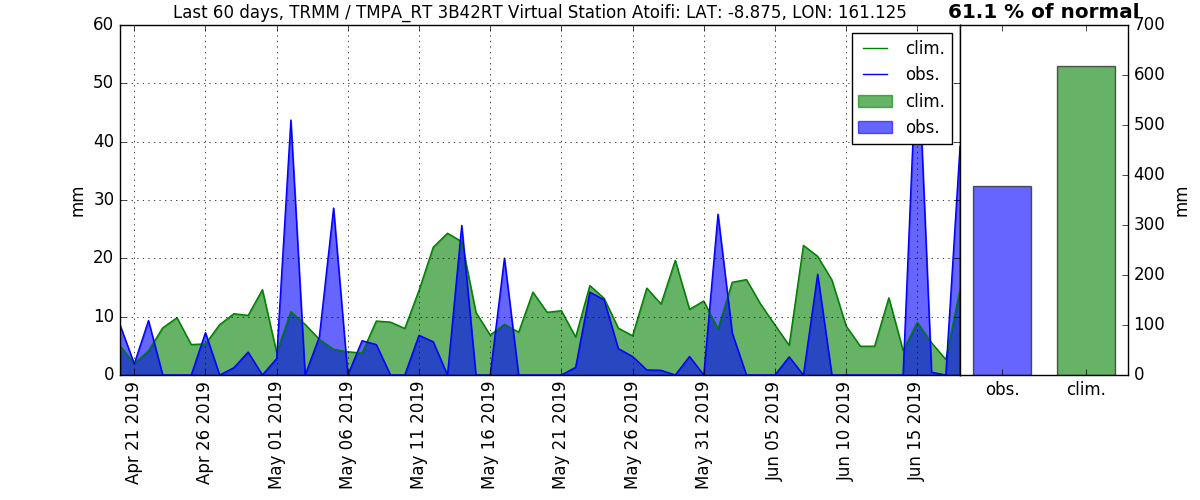 Last 60 days, TRMM / TMPA_RT 3B42RT Virtual Station Atoifi: LAT: -8.875, LON: 161.125
61.1 % of normal
60
50
40
30
20
10
0
mm
clim.
obs.
clim.
obs.
700
600
500
400
300
200
100
0
mm
obs.
clim.
Apr 21 2019
Apr 26 2019
May 01 2019
May 06 2019
May 11 2019
May 16 2019
May 21 2019
May 26 2019
May 31 2019
Jun 05 2019
Jun 10 2019
Jun 15 2019